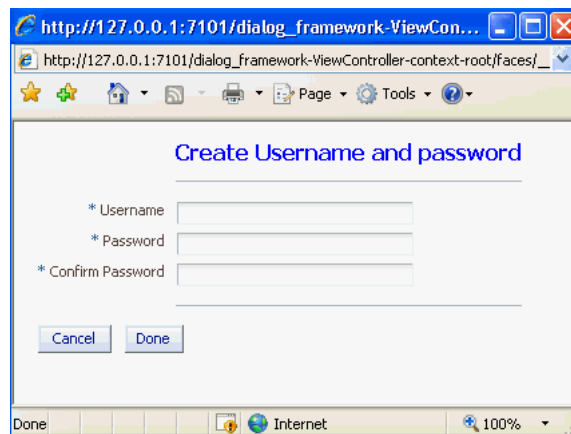 http://127.0.0.1:7101/dialog_framework-ViewCon...
http://127.0.0.1:7101/dialog_framework-ViewController-context-root/faces/__
Page Tools
Create Username and password
* Username
* Password
* Confirm Password
Cancel Done
Done Internet 100%